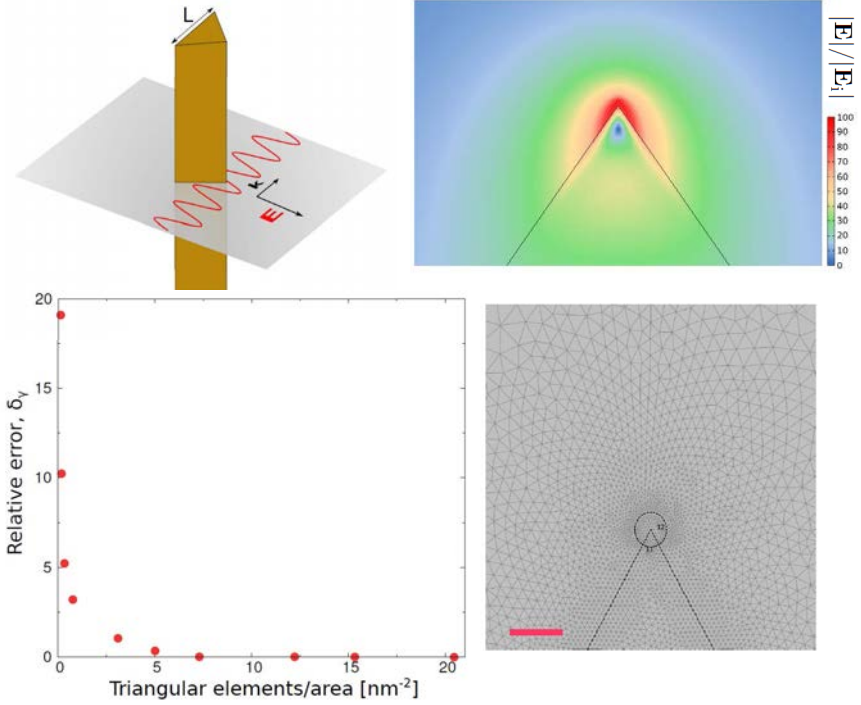 L
k
E
|E|/|Eᵢ|
100
90
80
70
60
50
40
30
20
10
0
20
15
10
5
0
Relative error, δᵧ
0 5 10 15 20
Triangular elements/area [nm⁻²]